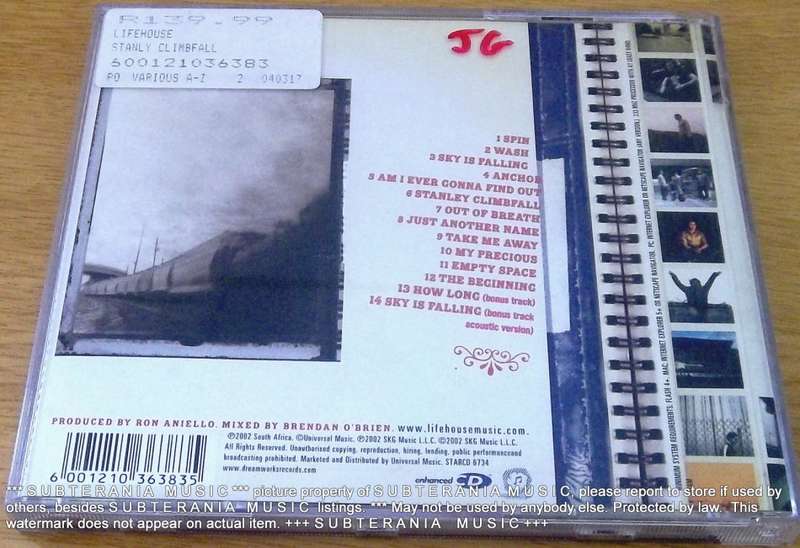 R139.99
LIFEHOUSE
STANLY CLIMBFALL
600121036383
PO VARIOUS A-Z 2 040317
JG
1 SPIN
2 WASH
3 SKY IS FALLING
4 ANCHOR
5 AM I EVER GONNA FIND OUT
6 STANLEY CLIMBFALL
7 OUT OF BREATH
8 JUST ANOTHER NAME
9 TAKE ME AWAY
10 MY PRECIOUS
11 EMPTY SPACE
12 THE BEGINNING
13 HOW LONG (bonus track)
14 SKY IS FALLING (bonus track
acoustic version)
PRODUCED BY RON ANIELLO. MIXED BY BRENDAN O'BRIEN. www.lifehousemusic.com.
℗2002 South Africa. ©Universal Music. ℗2002 SKG Music L.L.C. ©2002 SKG Music L.L.C.
All Rights Reserved. Unauthorised copying, reproduction, hiring, lending, public performance and
broadcasting prohibited. Marketed and Distributed by Universal Music. STARCD 6734
www.dreamworksrecords.com
enhanced CD
6 001210 363835
*** S U B T E R A N I A M U S I C *** picture property of S U B T E R A N I A M U S I C, please report to store if used by
others, besides S U B T E R A N I A M U S I C listings. *** May not be used by anybody else. Protected by law. This
watermark does not appear on actual item. +++ S U B T E R A N I A M U S I C +++